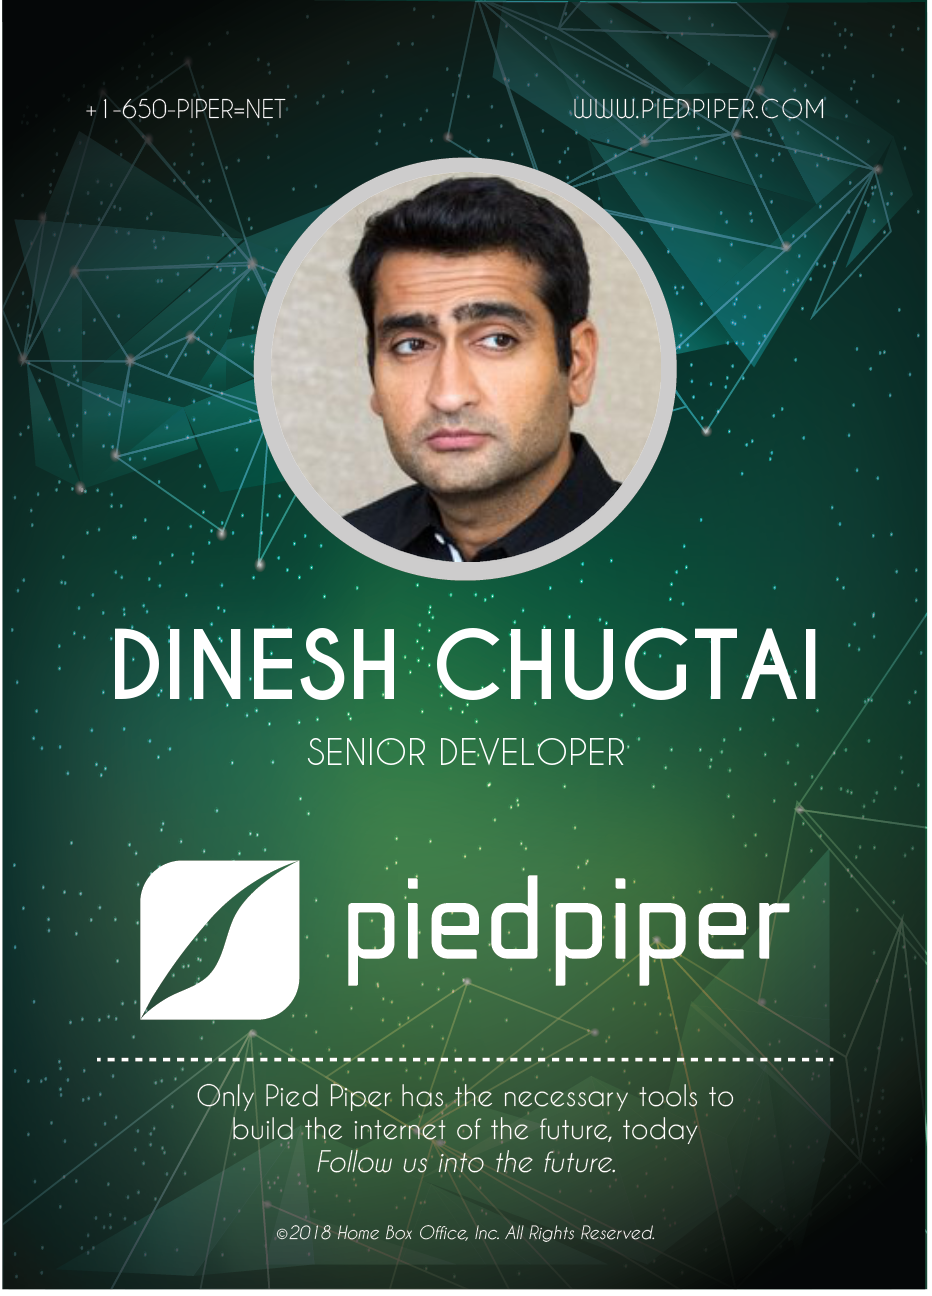 +1-650-PIPER=NET
WWW.PIEDPIPER.COM
DINESH CHUGTAI
SENIOR DEVELOPER
piedpiper
Only Pied Piper has the necessary tools to
build the internet of the future, today
Follow us into the future.
©2018 Home Box Office, Inc. All Rights Reserved.